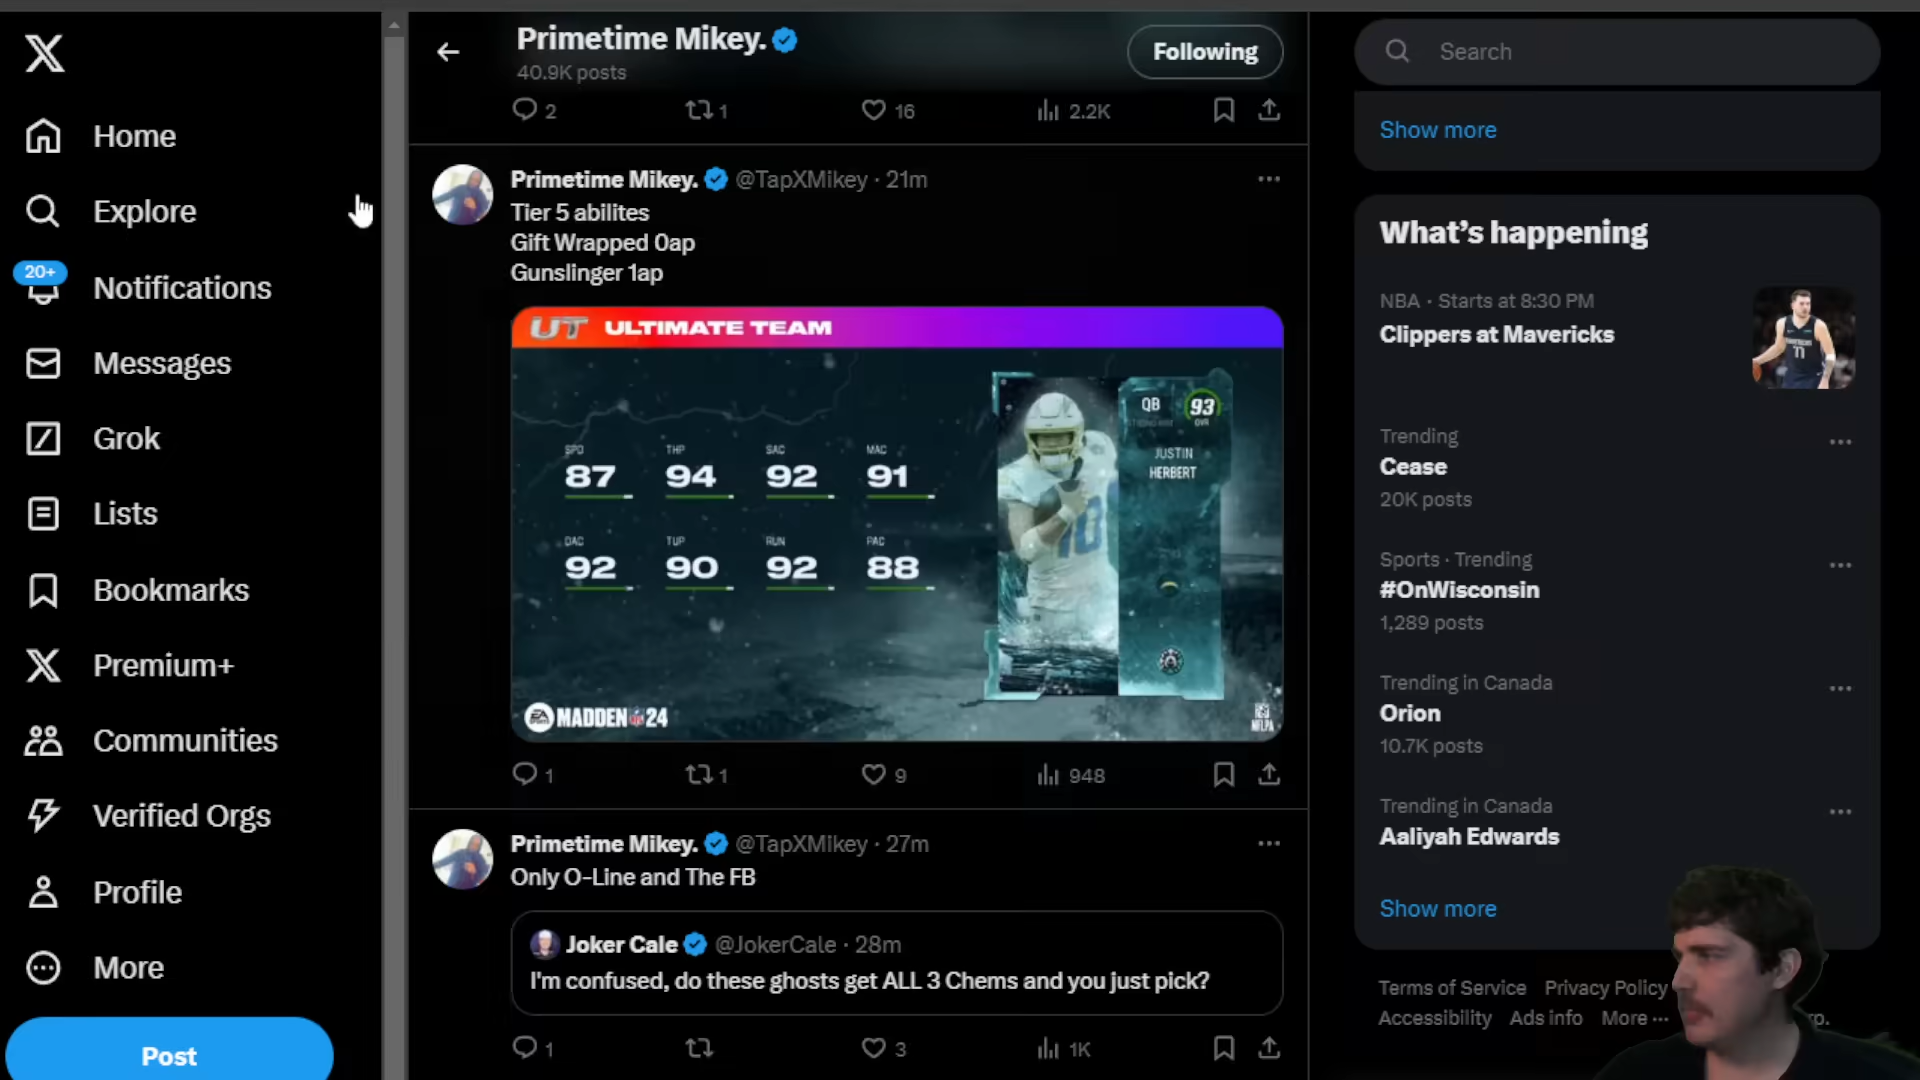 Home
Explore
20+
Notifications
Messages
Grok
Lists
Bookmarks
Premium+
Communities
Verified Orgs
Profile
More
Post
Primetime Mikey.
40.9K posts
Following
2 1 16 2.2K
Primetime Mikey. @TapXMikey · 21m
Tier 5 abilites
Gift Wrapped 0ap
Gunslinger 1ap
UT ULTIMATE TEAM
SPD THP SAC MAC
87 94 92 91
DAC TUP RUN PAC
92 90 92 88
QB 93
OVR
JUSTIN
HERBERT
10
EA SPORTS MADDEN NFL 24
NFLPA
1 1 9 948
Primetime Mikey. @TapXMikey · 27m
Only O-Line and The FB
Joker Cale @JokerCale · 28m
I'm confused, do these ghosts get ALL 3 Chems and you just pick?
1 3 1K
Search
Show more
What's happening
NBA · Starts at 8:30 PM
Clippers at Mavericks
77
Trending
Cease
20K posts
Sports · Trending
#OnWisconsin
1,289 posts
Trending in Canada
Orion
10.7K posts
Trending in Canada
Aaliyah Edwards
Show more
Terms of Service Privacy Policy
Accessibility Ads info More ···